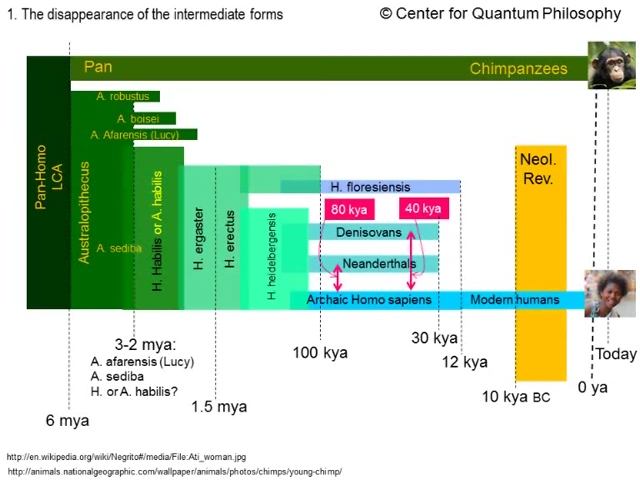 1. The disappearance of the intermediate forms
© Center for Quantum Philosophy
Pan
Chimpanzees
A. robustus
A. boisei
A. Afarensis (Lucy)
Pan-Homo
LCA
Australopithecus
A. sediba
H. Habilis or A. habilis
H. ergaster
H. erectus
H. heidelbergensis
H. floresiensis
80 kya
40 kya
Denisovans
Neanderthals
Archaic Homo sapiens
Modern humans
Neol.
Rev.
3-2 mya:
A. afarensis (Lucy)
A. sediba
H. or A. habilis?
6 mya
1.5 mya
100 kya
30 kya
12 kya
10 kya BC
0 ya
Today
http://en.wikipedia.org/wiki/Negrito#/media/File:Ati_woman.jpg
http://animals.nationalgeographic.com/wallpaper/animals/photos/chimps/young-chimp/